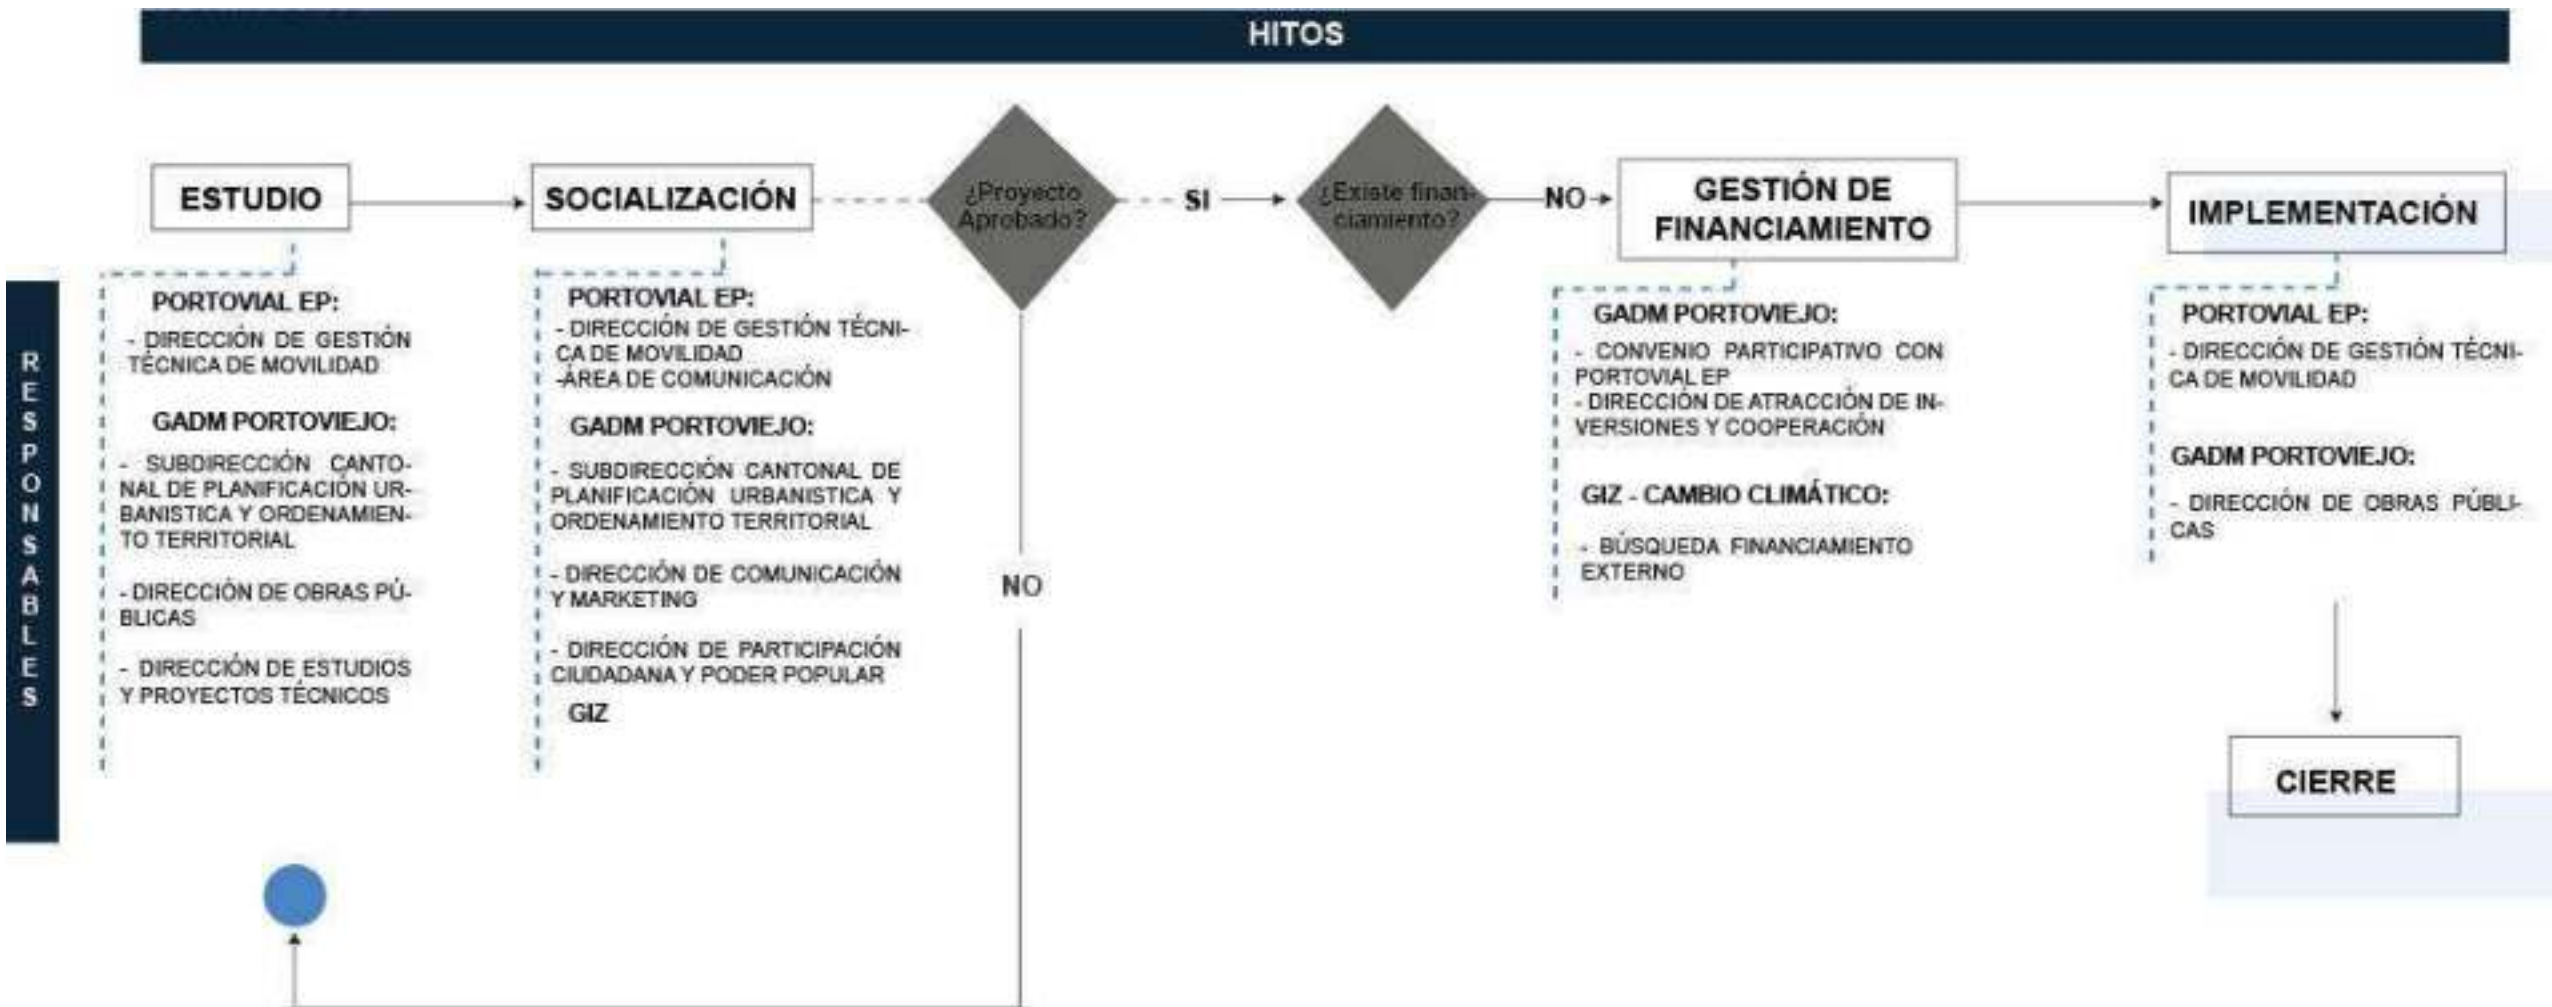 HITOS
RESPONSABLES
ESTUDIO
PORTOVIAL EP:
- DIRECCIÓN DE GESTIÓN
TÉCNICA DE MOVILIDAD
GADM PORTOVIEJO:
- SUBDIRECCIÓN CANTO-
NAL DE PLANIFICACIÓN UR-
BANISTICA Y ORDENAMIEN-
TO TERRITORIAL
- DIRECCIÓN DE OBRAS PÚ-
BLICAS
- DIRECCIÓN DE ESTUDIOS
Y PROYECTOS TÉCNICOS
SOCIALIZACIÓN
PORTOVIAL EP:
- DIRECCIÓN DE GESTIÓN TÉCNI-
CA DE MOVILIDAD
-ÁREA DE COMUNICACIÓN
GADM PORTOVIEJO:
- SUBDIRECCIÓN CANTONAL DE
PLANIFICACIÓN URBANISTICA Y
ORDENAMIENTO TERRITORIAL
- DIRECCIÓN DE COMUNICACIÓN
Y MARKETING
- DIRECCIÓN DE PARTICIPACIÓN
CIUDADANA Y PODER POPULAR
GIZ
¿Proyecto
Aprobado?
SI
NO
¿Existe finan-
ciamiento?
NO
GESTIÓN DE
FINANCIAMIENTO
GADM PORTOVIEJO:
- CONVENIO PARTICIPATIVO CON
PORTOVIAL EP
- DIRECCIÓN DE ATRACCIÓN DE IN-
VERSIONES Y COOPERACIÓN
GIZ - CAMBIO CLIMÁTICO:
- BÚSQUEDA FINANCIAMIENTO
EXTERNO
IMPLEMENTACIÓN
PORTOVIAL EP:
- DIRECCIÓN DE GESTIÓN TÉCNI-
CA DE MOVILIDAD
GADM PORTOVIEJO:
- DIRECCIÓN DE OBRAS PÚBLI-
CAS
CIERRE